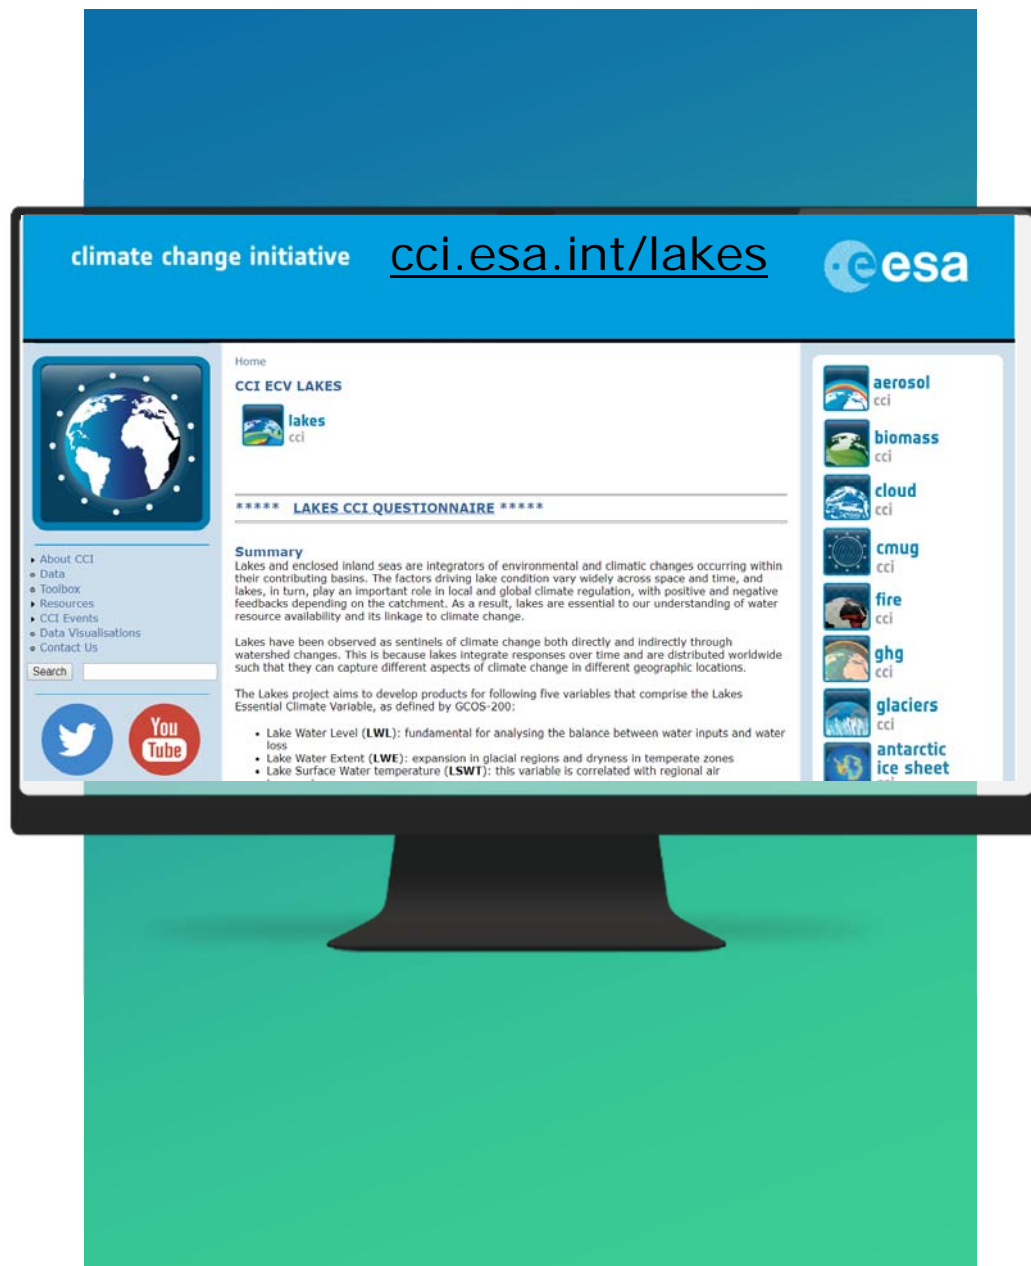 climate change initiative
cci.esa.int/lakes
esa
Home
CCI ECV LAKES
lakes
cci
***** LAKES CCI QUESTIONNAIRE *****
Summary
Lakes and enclosed inland seas are integrators of environmental and climatic changes occurring within
their contributing basins. The factors driving lake condition vary widely across space and time, and
lakes, in turn, play an important role in local and global climate regulation, with positive and negative
feedbacks depending on the catchment. As a result, lakes are essential to our understanding of water
resource availability and its linkage to climate change.
Lakes have been observed as sentinels of climate change both directly and indirectly through
watershed changes. This is because lakes integrate responses over time and are distributed worldwide
such that they can capture different aspects of climate change in different geographic locations.
The Lakes project aims to develop products for following five variables that comprise the Lakes
Essential Climate Variable, as defined by GCOS-200:
• Lake Water Level (LWL): fundamental for analysing the balance between water inputs and water
loss
• Lake Water Extent (LWE): expansion in glacial regions and dryness in temperate zones
• Lake Surface Water temperature (LSWT): this variable is correlated with regional air
About CCI
Data
Toolbox
Resources
CCI Events
Data Visualisations
Contact Us
Search
You
Tube
aerosol
cci
biomass
cci
cloud
cci
cmug
cci
fire
cci
ghg
cci
glaciers
cci
antarctic
ice sheet